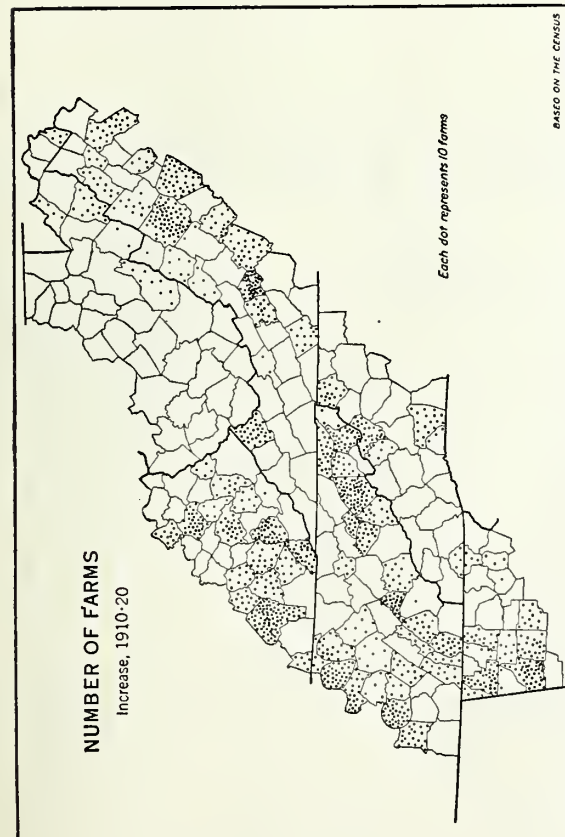 NUMBER OF FARMS
Increase, 1910-20
Each dot represents 10 farms
BASED ON THE CENSUS